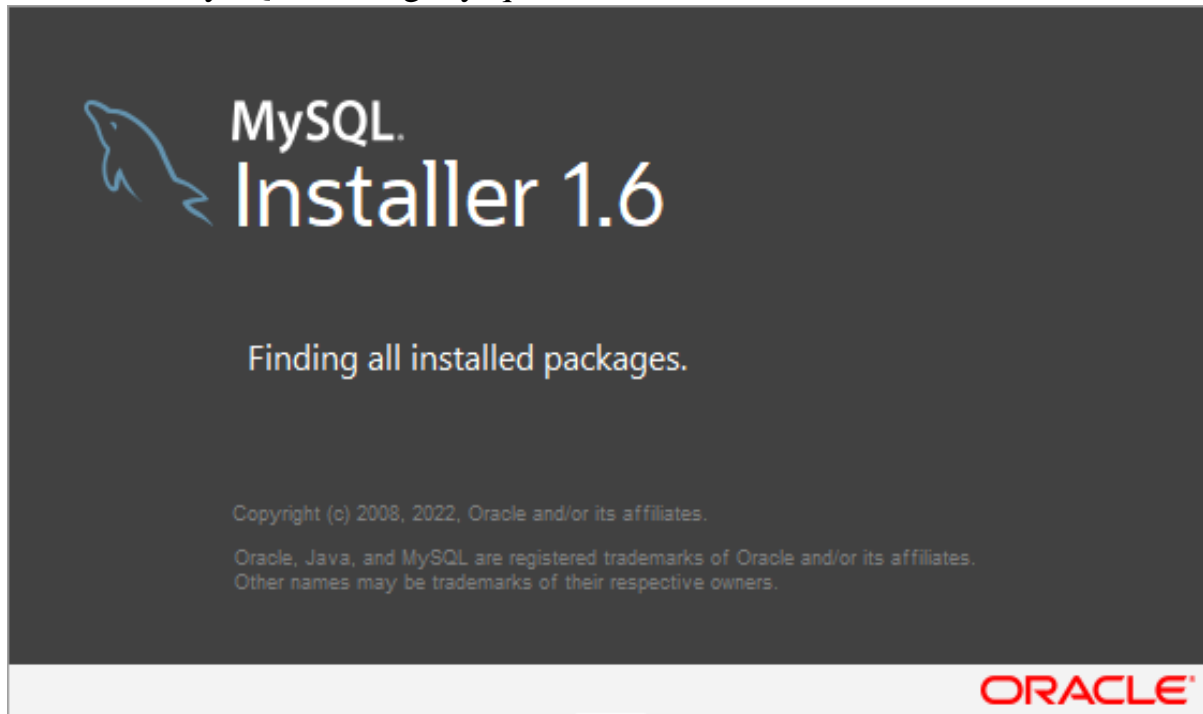 MySQL.
Installer 1.6
Finding all installed packages.
Copyright (c) 2008, 2022, Oracle and/or its affiliates.
Oracle, Java, and MySQL are registered trademarks of Oracle and/or its affiliates.
Other names may be trademarks of their respective owners.
ORACLE